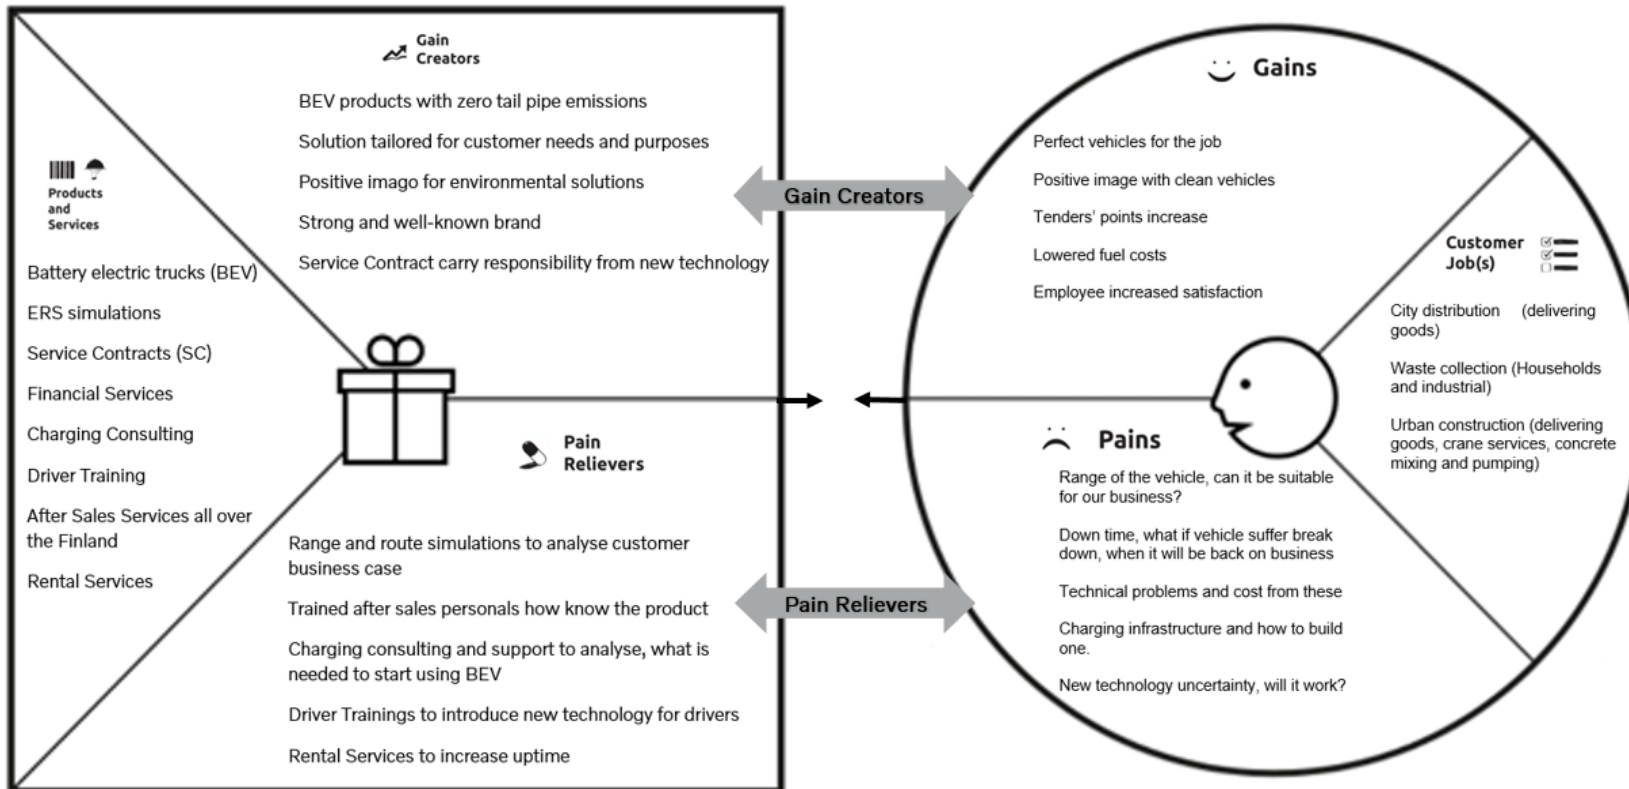 Gain
Creators
BEV products with zero tail pipe emissions
Solution tailored for customer needs and purposes
Positive imago for environmental solutions
Strong and well-known brand
Service Contract carry responsibility from new technology
Products
and
Services
Battery electric trucks (BEV)
ERS simulations
Service Contracts (SC)
Financial Services
Charging Consulting
Driver Training
After Sales Services all over
the Finland
Rental Services
Pain
Relievers
Range and route simulations to analyse customer
business case
Trained after sales personals how know the product
Charging consulting and support to analyse, what is
needed to start using BEV
Driver Trainings to introduce new technology for drivers
Rental Services to increase uptime
Gain Creators
Pain Relievers
Gains
Perfect vehicles for the job
Positive image with clean vehicles
Tenders' points increase
Lowered fuel costs
Employee increased satisfaction
Customer
Job(s)
City distribution (delivering
goods)
Waste collection (Households
and industrial)
Urban construction (delivering
goods, crane services, concrete
mixing and pumping)
Pains
Range of the vehicle, can it be suitable
for our business?
Down time, what if vehicle suffer break
down, when it will be back on business
Technical problems and cost from these
Charging infrastructure and how to build
one.
New technology uncertainty, will it work?